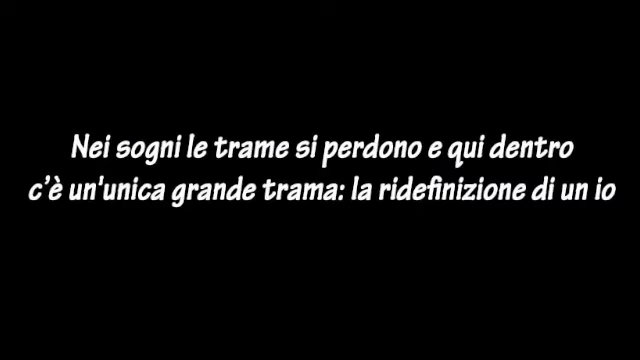 Nei sogni le trame si perdono e qui dentro
c’è un'unica grande trama: la ridefinizione di un io